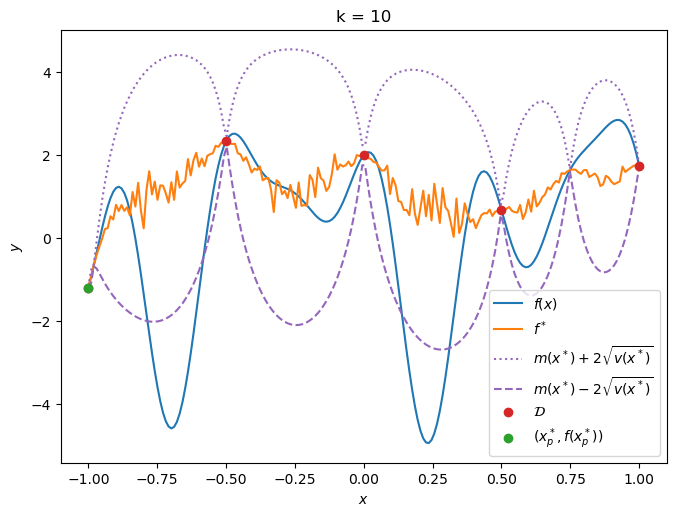 k = 10
y
4
2
0
−2
−4
f(x)
f*
m(x*) + 2√v(x*)
m(x*) − 2√v(x*)
𝒟
(x*ₚ, f(x*ₚ))
−1.00 −0.75 −0.50 −0.25 0.00 0.25 0.50 0.75 1.00
x